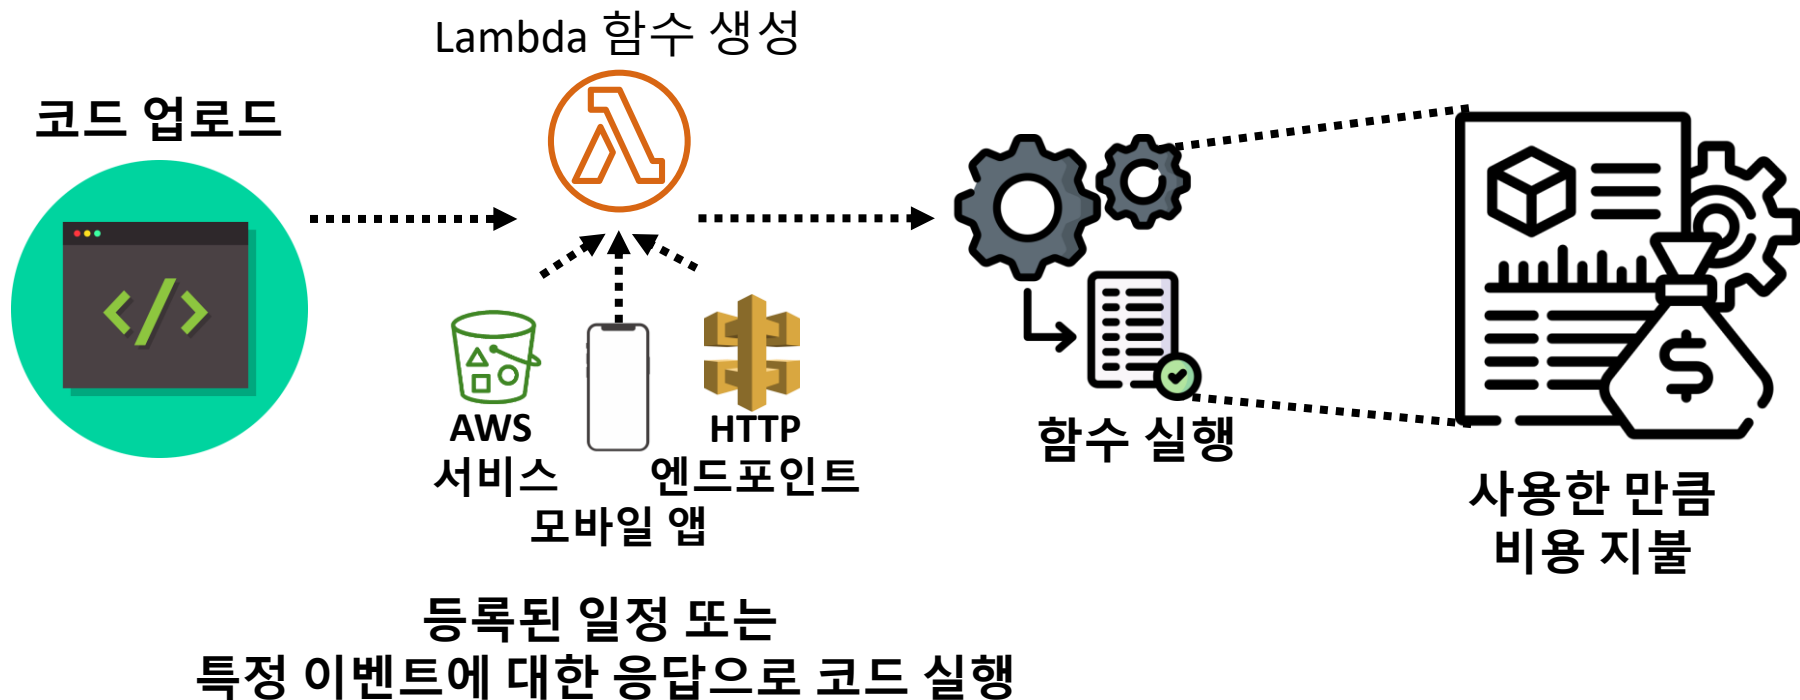 Lambda 함수 생성
코드 업로드
AWS
서비스
모바일 앱
HTTP
엔드포인트
등록된 일정 또는
특정 이벤트에 대한 응답으로 코드 실행
함수 실행
사용한 만큼
비용 지불